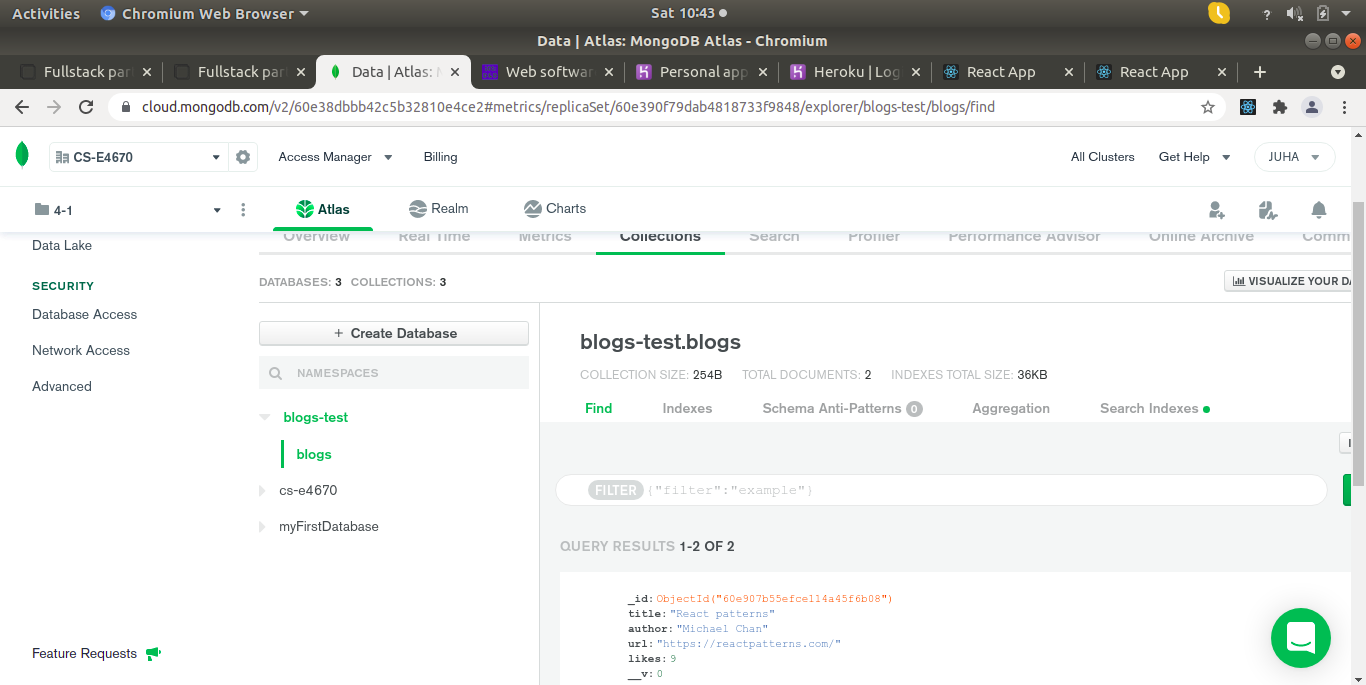 Activities Chromium Web Browser Sat 10:43
Data | Atlas: MongoDB Atlas - Chromium
Fullstack par Fullstack par Data | Atlas: M Web softwar Personal app Heroku | Log React App React App
cloud.mongodb.com/v2/60e38dbbb42c5b32810e4ce2#metrics/replicaSet/60e390f79dab4818733f9848/explorer/blogs-test/blogs/find
CS-E4670 Access Manager Billing All Clusters Get Help JUHA
4-1 Atlas Realm Charts
Data Lake
Overview Real Time Metrics Collections Search Profiler Performance Advisor Online Archive Comm
SECURITY
Database Access
Network Access
Advanced
Feature Requests
DATABASES: 3 COLLECTIONS: 3 VISUALIZE YOUR DA
+ Create Database
NAMESPACES
blogs-test
blogs
cs-e4670
myFirstDatabase
blogs-test.blogs
COLLECTION SIZE: 254B TOTAL DOCUMENTS: 2 INDEXES TOTAL SIZE: 36KB
Find Indexes Schema Anti-Patterns 0 Aggregation Search Indexes
FILTER {"filter":"example"}
QUERY RESULTS 1-2 OF 2
_id: ObjectId("60e907b55efce114a45f6b08")
title: "React patterns"
author: "Michael Chan"
url: "https://reactpatterns.com/"
likes: 9
__v: 0